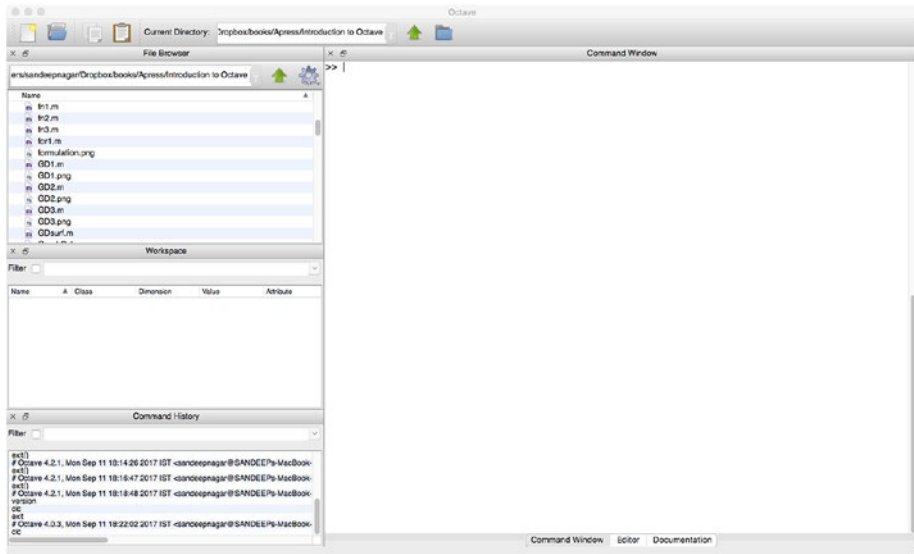 Octave
Current Directory: Dropbox/books/Apress/Introduction to Octave
File Browser
ers/sandeepnagar/Dropbox/books/Apress/Introduction to Octave
Name
fn1.m
fn2.m
fn3.m
for1.m
formulation.png
GD1.m
GD1.png
GD2.m
GD2.png
GD3.m
GD3.png
GDsurf.m
Workspace
Filter
Name Class Dimension Value Attribute
Command History
Filter
exit()
# Octave 4.2.1, Mon Sep 11 18:14:26 2017 IST <sandeepnagar@SANDEEPs-MacBook-
exit()
# Octave 4.2.1, Mon Sep 11 18:16:47 2017 IST <sandeepnagar@SANDEEPs-MacBook-
exit()
# Octave 4.2.1, Mon Sep 11 18:18:48 2017 IST <sandeepnagar@SANDEEPs-MacBook-
version
clc
exit
# Octave 4.0.3, Mon Sep 11 18:22:02 2017 IST <sandeepnagar@SANDEEPs-MacBook-
clc
Command Window
>>
Command Window Editor Documentation